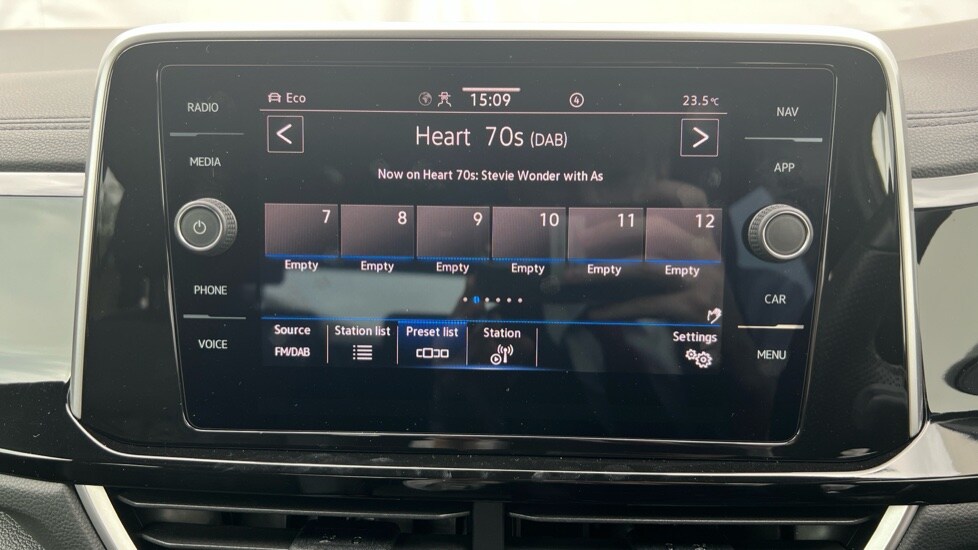 RADIO
MEDIA
PHONE
VOICE
Eco 15:09 4 23.5°C
< Heart 70s (DAB) >
Now on Heart 70s: Stevie Wonder with As
7 8 9 10 11 12
Empty Empty Empty Empty Empty Empty
Source Station list Preset list Station Settings
FM/DAB
NAV
APP
CAR
MENU